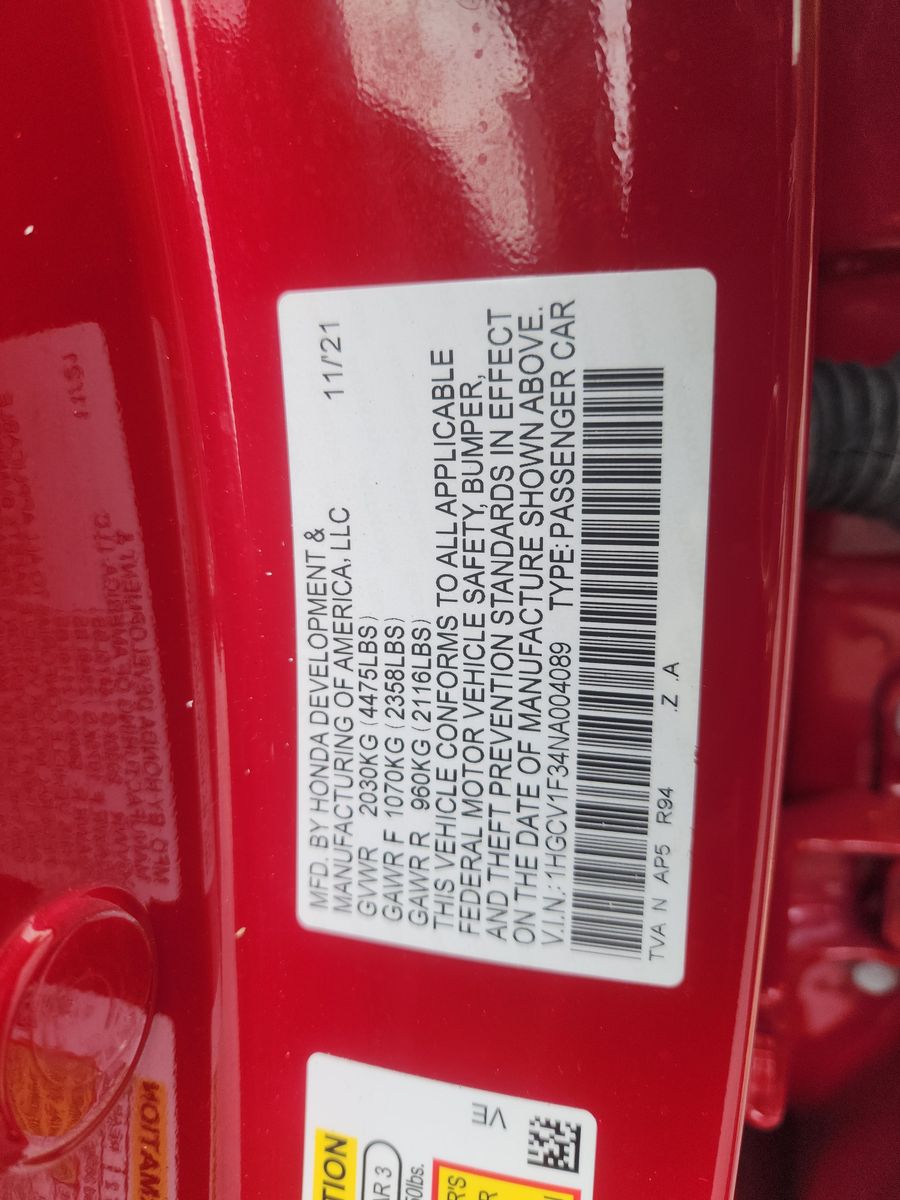 MFD. BY HONDA DEVELOPMENT &
MANUFACTURING OF AMERICA, LLC 11/'21
GVWR 2030KG (4475LBS)
GAWR F 1070KG (2358LBS)
GAWR R 960KG (2116LBS)
THIS VEHICLE CONFORMS TO ALL APPLICABLE
FEDERAL MOTOR VEHICLE SAFETY, BUMPER,
AND THEFT PREVENTION STANDARDS IN EFFECT
ON THE DATE OF MANUFACTURE SHOWN ABOVE.
V.I.N.: 1HGCV1F34NA004089 TYPE: PASSENGER CAR
TVA N AP5 R94 .Z .A
VE